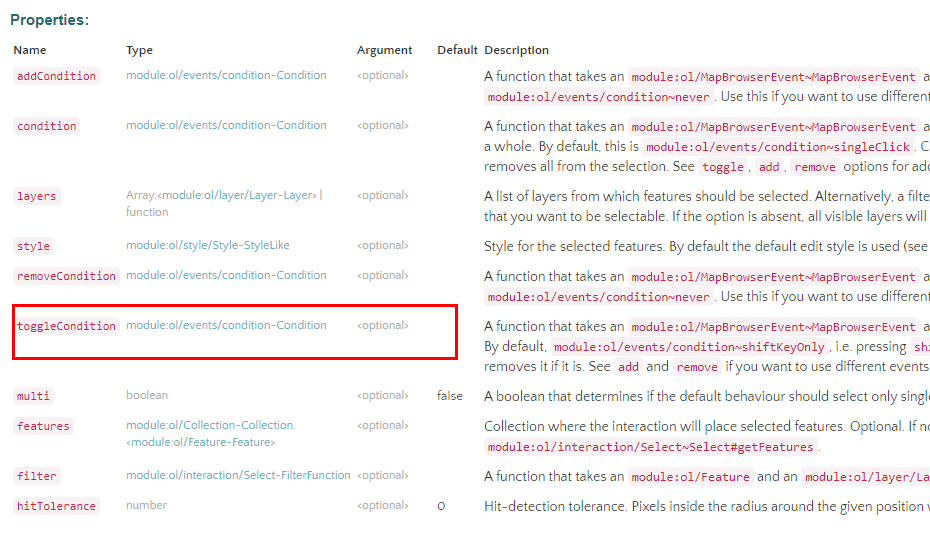 Properties:
Name Type Argument Default Description
addCondition module:ol/events/condition-Condition <optional> A function that takes an module:ol/MapBrowserEvent~MapBrowserEvent a
module:ol/events/condition~never . Use this if you want to use different
condition module:ol/events/condition-Condition <optional> A function that takes an module:ol/MapBrowserEvent~MapBrowserEvent a
a whole. By default, this is module:ol/events/condition~singleClick . C
removes all from the selection. See toggle , add , remove options for add
layers Array.<module:ol/layer/Layer-Layer> | <optional> A list of layers from which features should be selected. Alternatively, a filte
function that you want to be selectable. If the option is absent, all visible layers will
style module:ol/style/Style-StyleLike <optional> Style for the selected features. By default the default edit style is used (see
removeCondition module:ol/events/condition-Condition <optional> A function that takes an module:ol/MapBrowserEvent~MapBrowserEvent a
module:ol/events/condition~never . Use this if you want to use different
toggleCondition module:ol/events/condition-Condition <optional> A function that takes an module:ol/MapBrowserEvent~MapBrowserEvent a
By default, module:ol/events/condition~shiftKeyOnly , i.e. pressing sh
removes it if it is. See add and remove if you want to use different events
multi boolean <optional> false A boolean that determines if the default behaviour should select only singl
features module:ol/Collection-Collection. <optional> Collection where the interaction will place selected features. Optional. If no
<module:ol/Feature-Feature> module:ol/interaction/Select~Select#getFeatures .
filter module:ol/interaction/Select-FilterFunction <optional> A function that takes an module:ol/Feature and an module:ol/layer/La
hitTolerance number <optional> 0 Hit-detection tolerance. Pixels inside the radius around the given position w